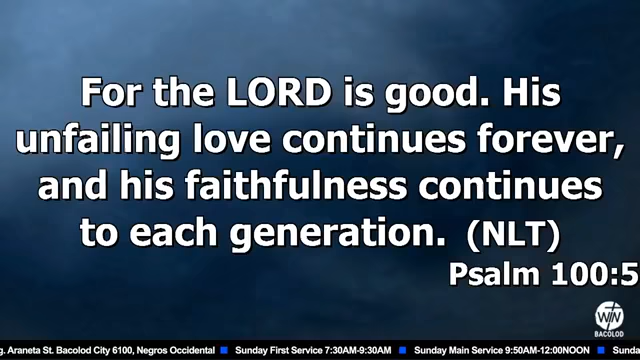 For the LORD is good. His
unfailing love continues forever,
and his faithfulness continues
to each generation. (NLT)
Psalm 100:5
WIN
BACOLOD
g. Araneta St. Bacolod City 6100, Negros Occidental Sunday First Service 7:30AM-9:30AM Sunday Main Service 9:50AM-12:00NOON Sunda